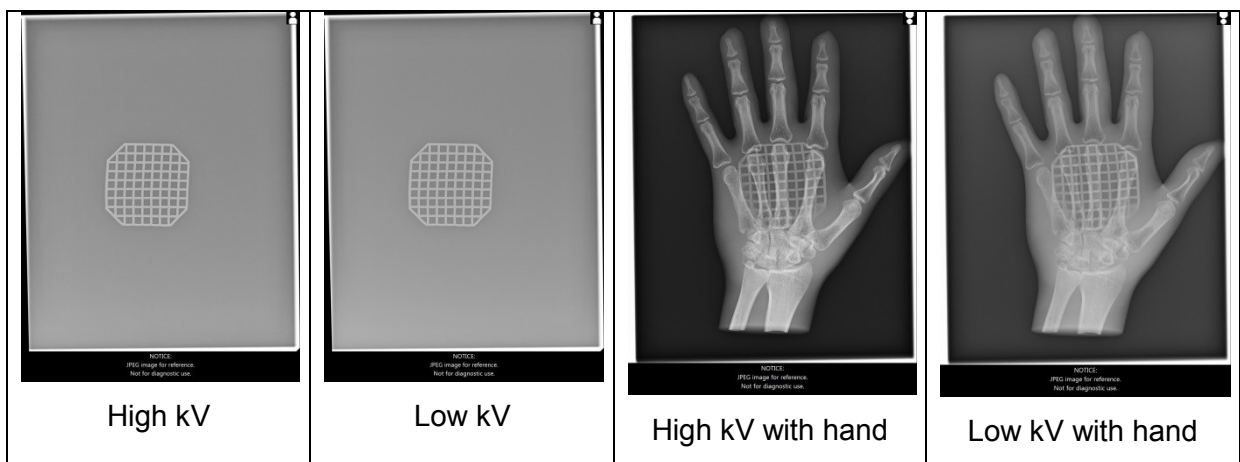 NOTICE:
JPEG image for reference.
Not for diagnostic use.
High kV
NOTICE:
JPEG image for reference.
Not for diagnostic use.
Low kV
NOTICE:
JPEG image for reference.
Not for diagnostic use.
High kV with hand
NOTICE:
JPEG image for reference.
Not for diagnostic use.
Low kV with hand